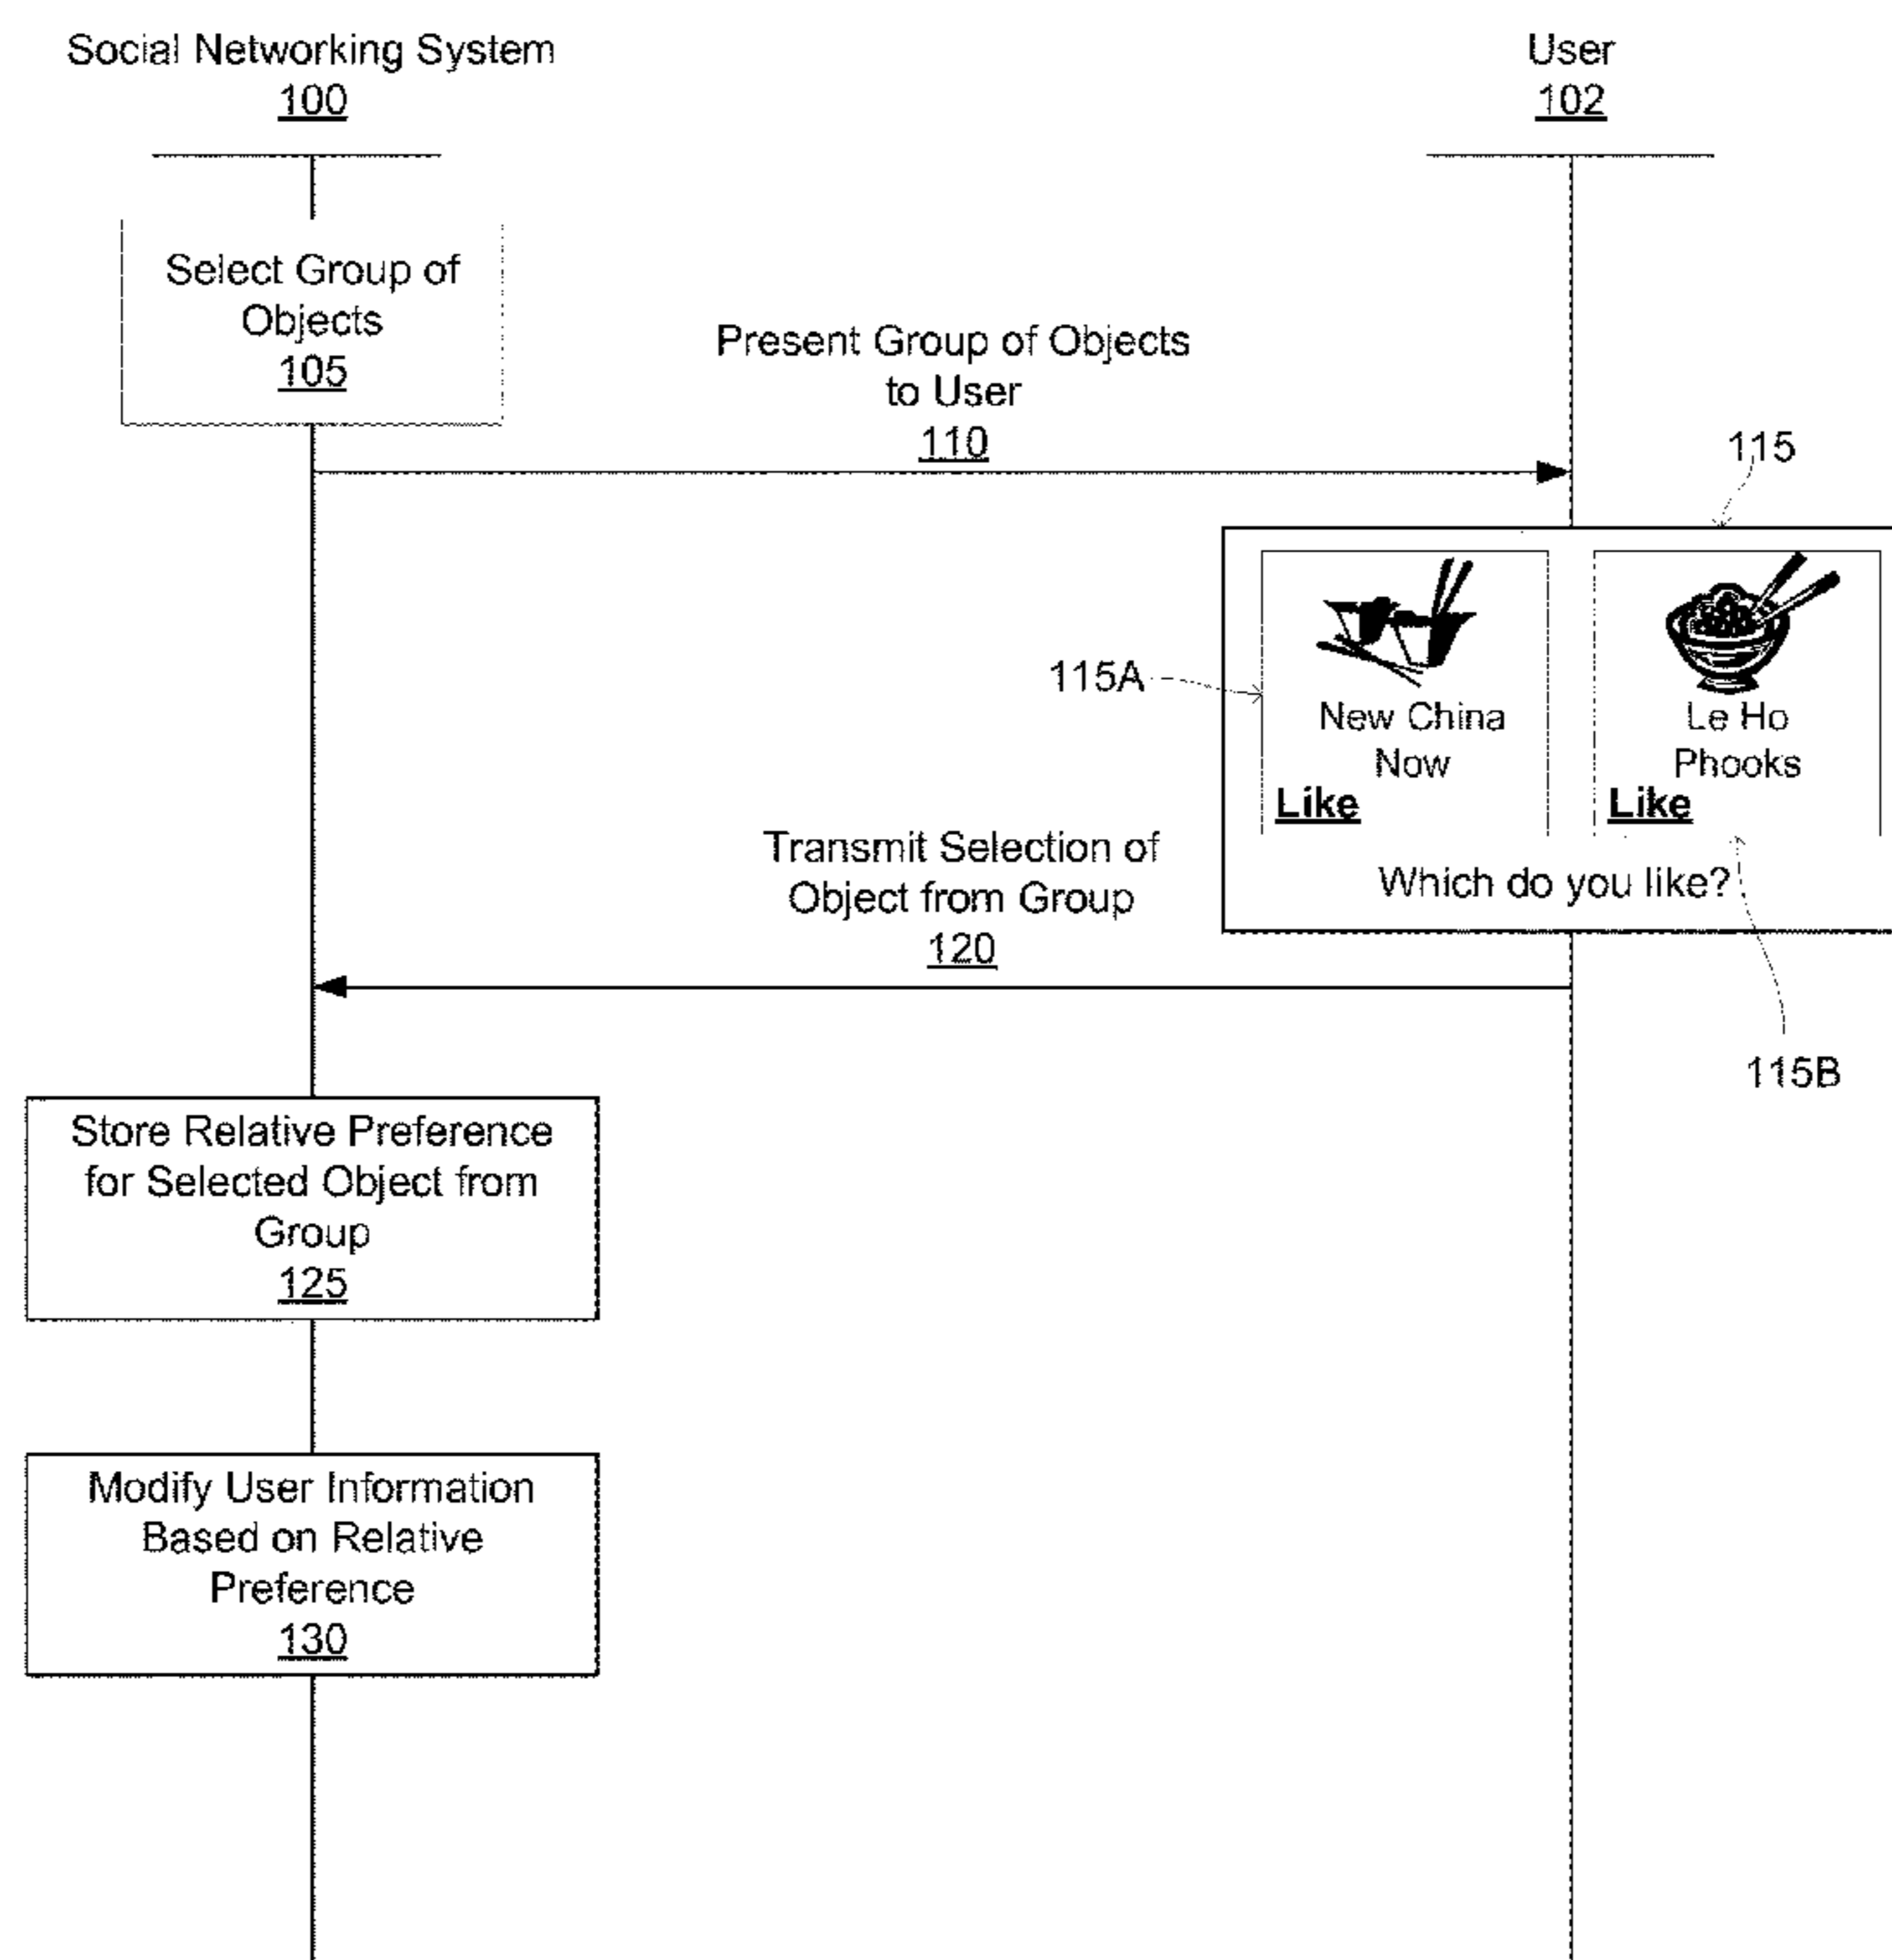 Social Networking System
100
User
102
Select Group of
Objects
105
Present Group of Objects
to User
110
115
115A
New China
Now
Like
Le Ho
Phooks
Like
Which do you like?
Transmit Selection of
Object from Group
120
115B
Store Relative Preference
for Selected Object from
Group
125
Modify User Information
Based on Relative
Preference
130